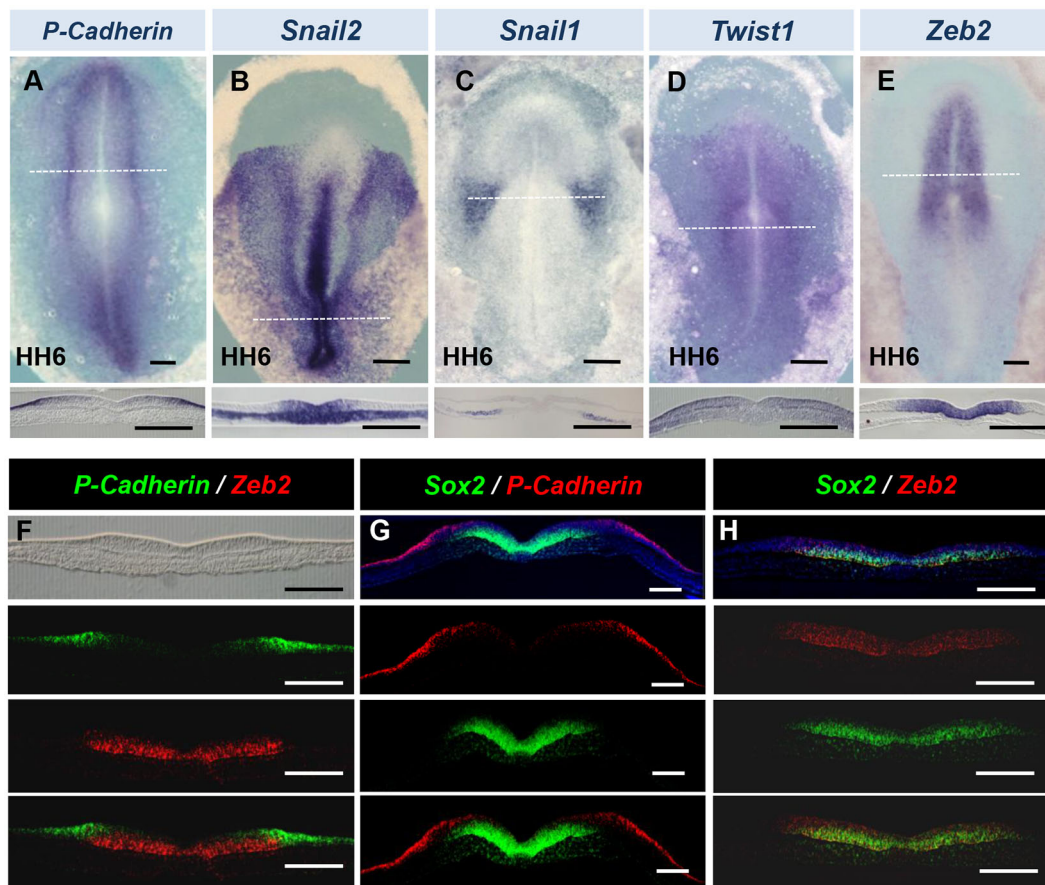 P-Cadherin
Snail2
Snail1
Twist1
Zeb2
A
B
C
D
E
HH6
HH6
HH6
HH6
HH6
P-Cadherin / Zeb2
Sox2 / P-Cadherin
Sox2 / Zeb2
F
G
H